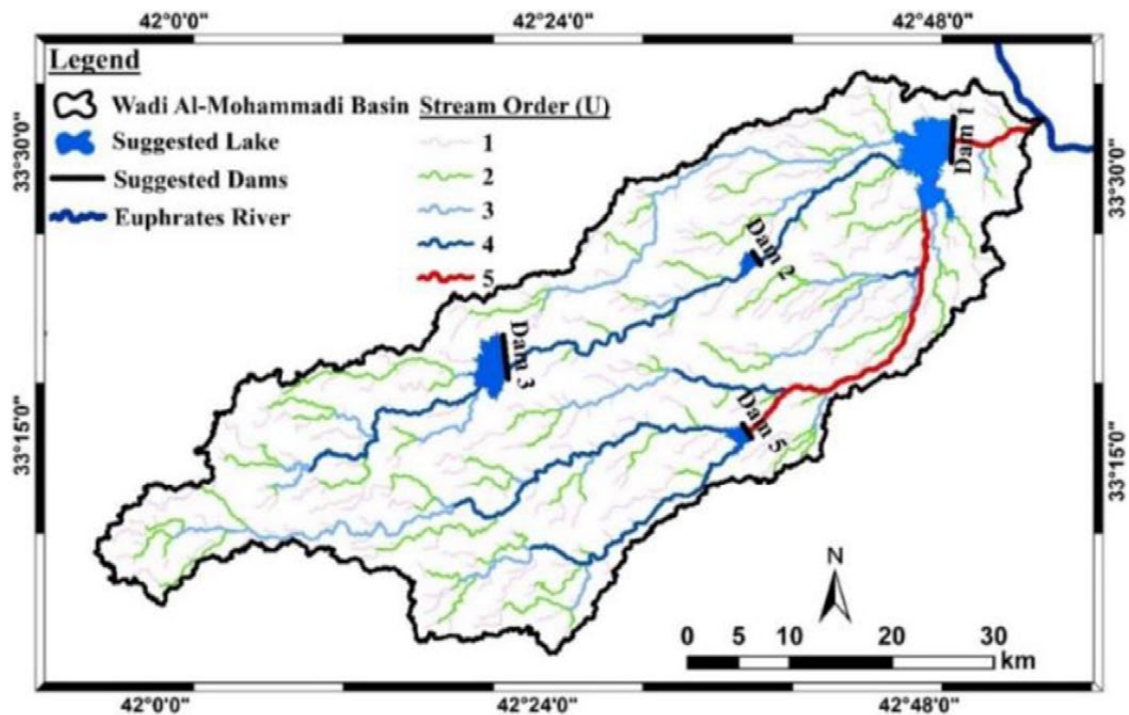 42°0'0" 42°24'0" 42°48'0"
Legend
Wadi Al-Mohammadi Basin
Suggested Lake
Suggested Dams
Euphrates River
Stream Order (U)
1
2
3
4
5
33°30'0"
33°15'0"
33°30'0"
33°15'0"
Dam 1
Dam 2
Dam 3
Dam 5
N
0 5 10 20 30
km
42°0'0" 42°24'0" 42°48'0"